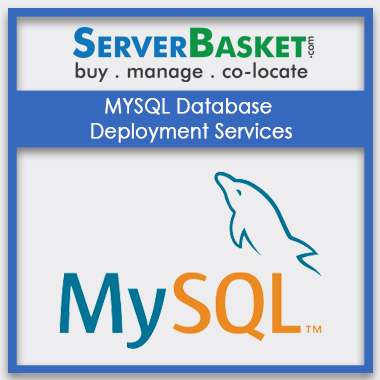 SERVERBASKET.com
buy . manage . co-locate
MYSQL Database
Deployment Services
MySQL™